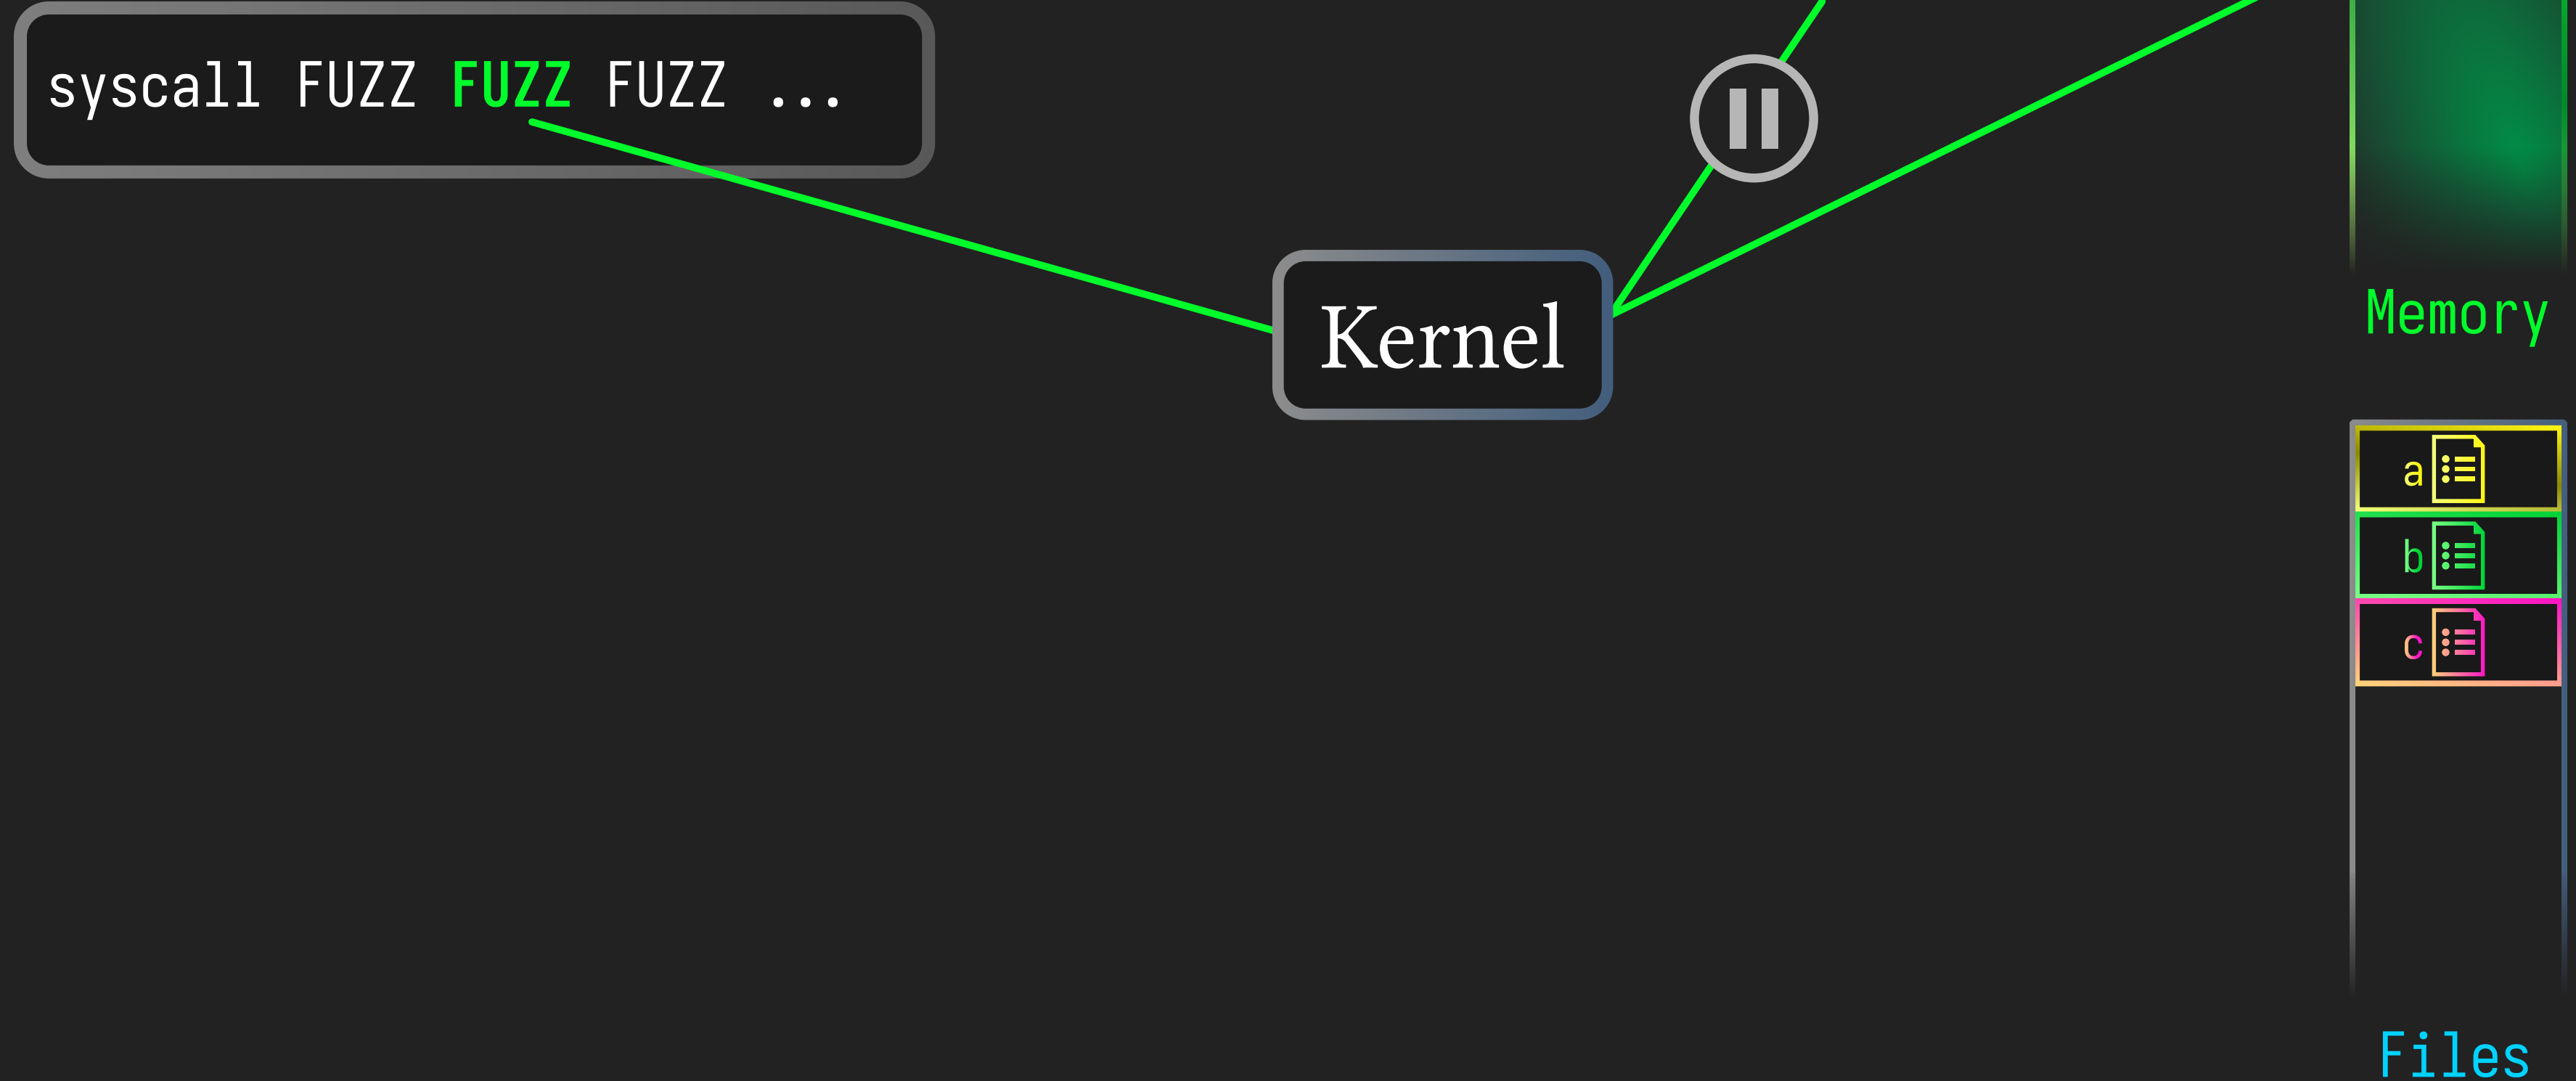 syscall FUZZ FUZZ FUZZ ...
Kernel
Memory
a
b
c
Files